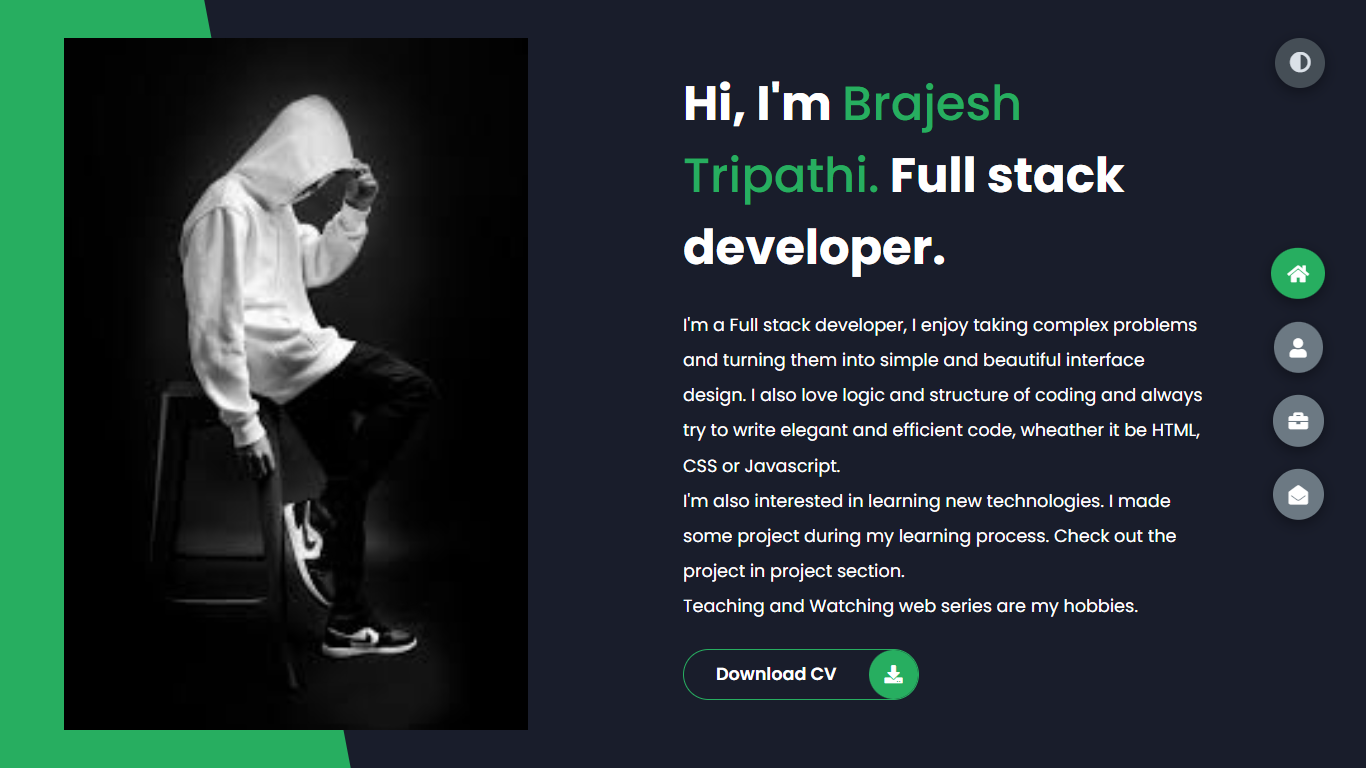 Hi, I'm Brajesh
Tripathi. Full stack
developer.
I'm a Full stack developer, I enjoy taking complex problems
and turning them into simple and beautiful interface
design. I also love logic and structure of coding and always
try to write elegant and efficient code, wheather it be HTML,
CSS or Javascript.
I'm also interested in learning new technologies. I made
some project during my learning process. Check out the
project in project section.
Teaching and Watching web series are my hobbies.
Download CV